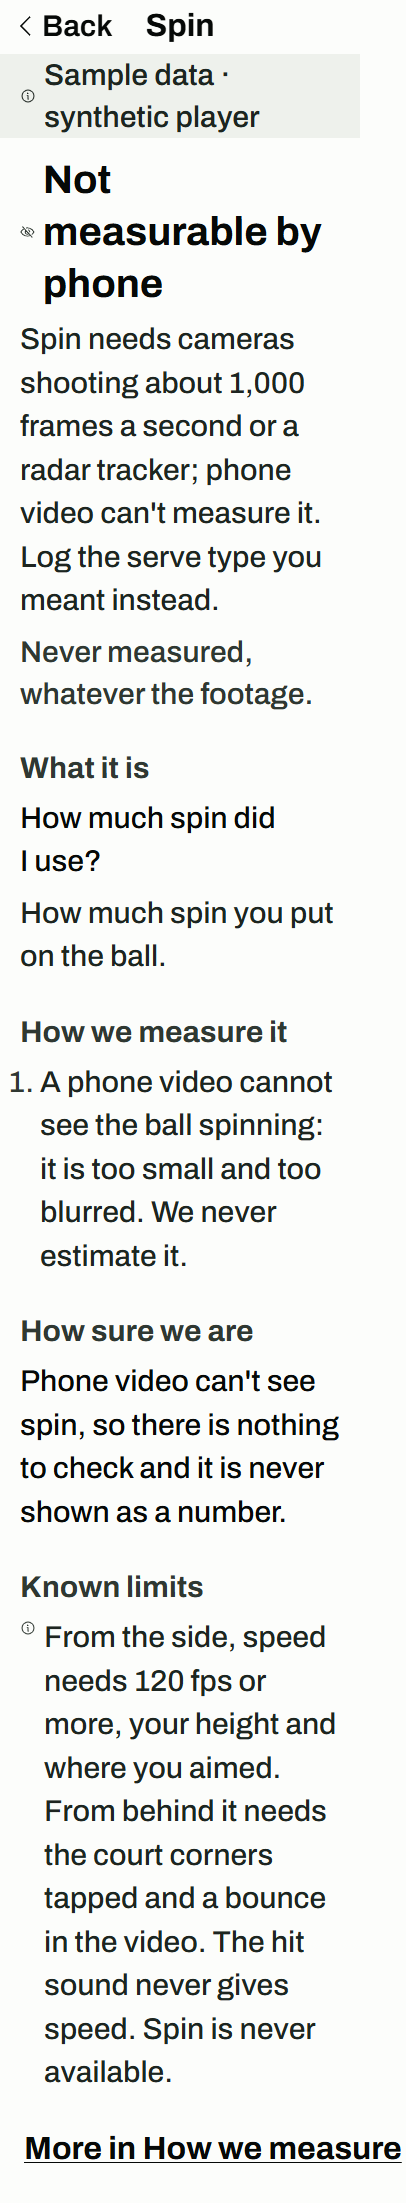 Back Spin
Sample data ·
synthetic player
Not
measurable by
phone
Spin needs cameras
shooting about 1,000
frames a second or a
radar tracker; phone
video can't measure it.
Log the serve type you
meant instead.
Never measured,
whatever the footage.
What it is
How much spin did
I use?
How much spin you put
on the ball.
How we measure it
1. A phone video cannot
see the ball spinning:
it is too small and too
blurred. We never
estimate it.
How sure we are
Phone video can't see
spin, so there is nothing
to check and it is never
shown as a number.
Known limits
From the side, speed
needs 120 fps or
more, your height and
where you aimed.
From behind it needs
the court corners
tapped and a bounce
in the video. The hit
sound never gives
speed. Spin is never
available.
More in How we measure